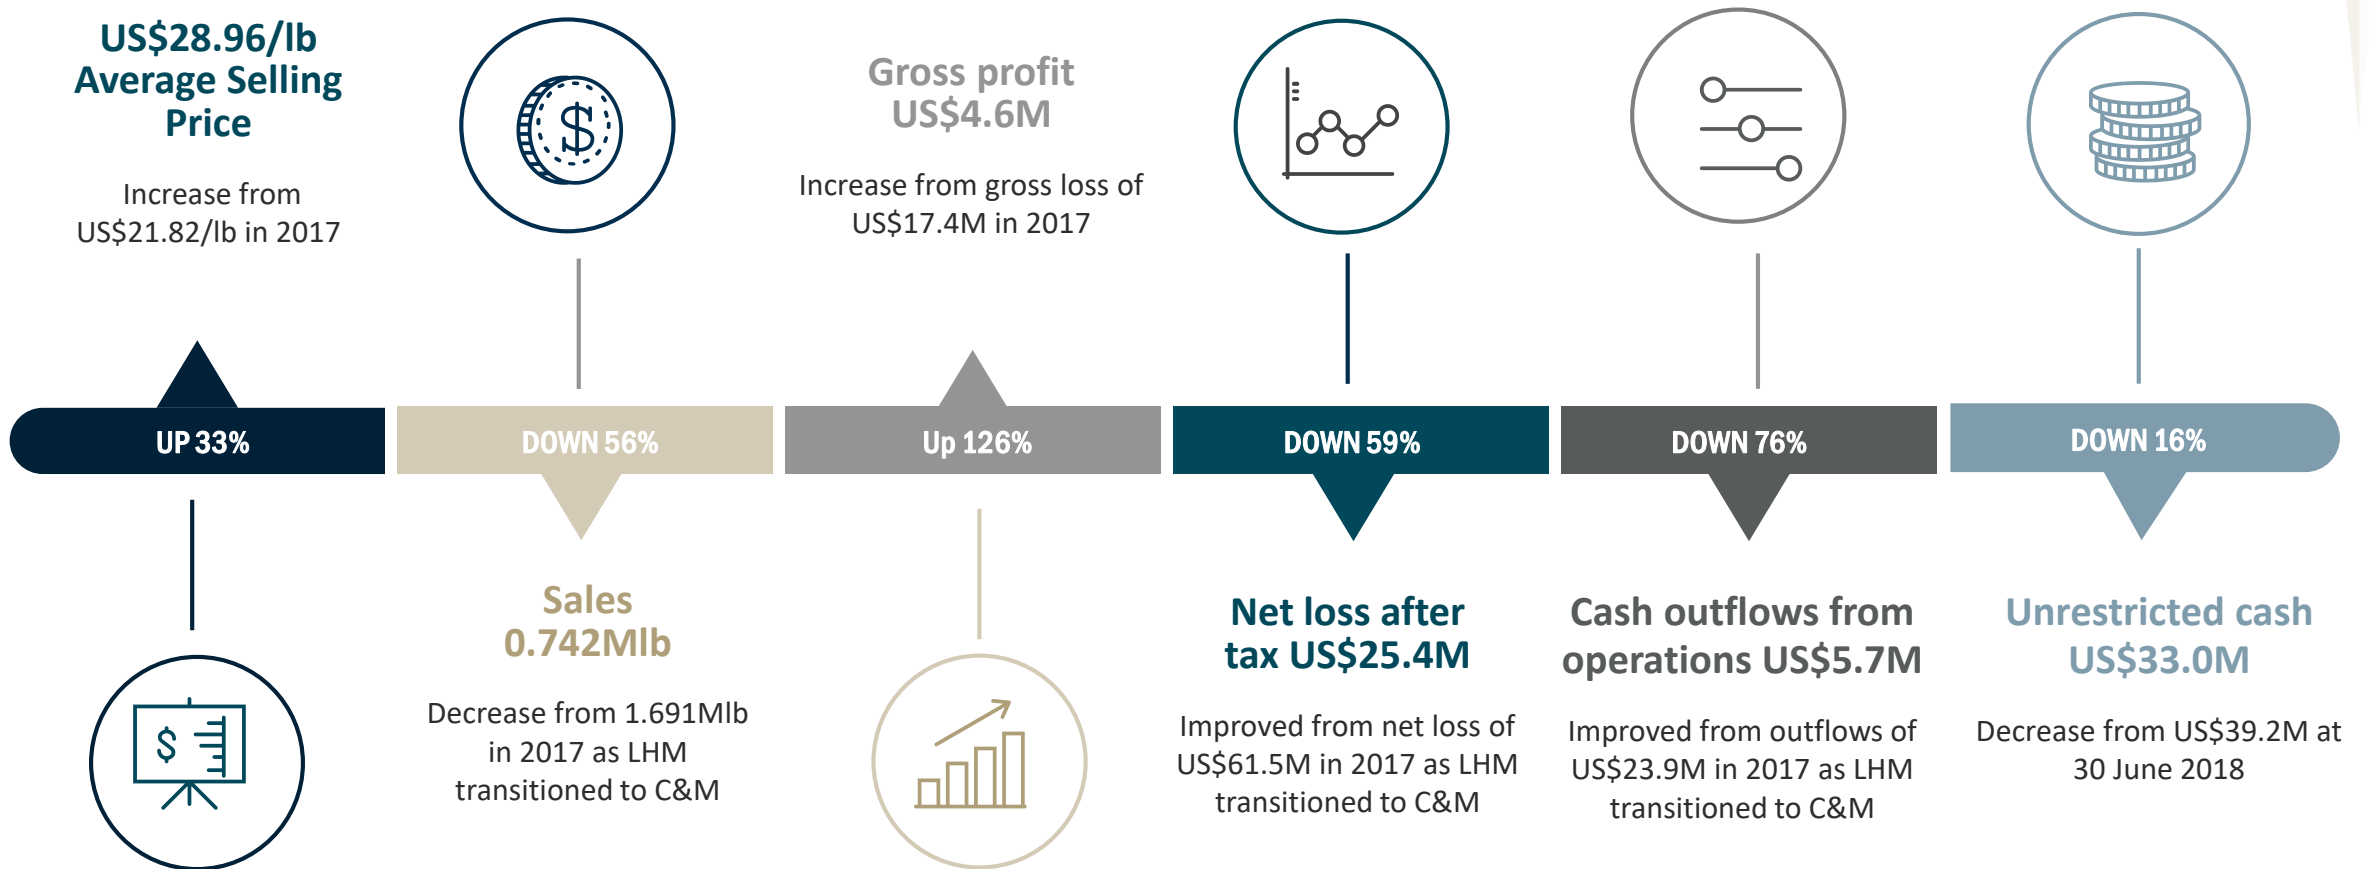 US$28.96/lb
Average Selling
Price
Increase from
US$21.82/lb in 2017
UP 33%
$
$
DOWN 56%
Sales
0.742Mlb
Decrease from 1.691Mlb
in 2017 as LHM
transitioned to C&M
Gross profit
US$4.6M
Increase from gross loss of
US$17.4M in 2017
Up 126%
DOWN 59%
Net loss after
tax US$25.4M
Improved from net loss of
US$61.5M in 2017 as LHM
transitioned to C&M
DOWN 76%
Cash outflows from
operations US$5.7M
Improved from outflows of
US$23.9M in 2017 as LHM
transitioned to C&M
DOWN 16%
Unrestricted cash
US$33.0M
Decrease from US$39.2M at
30 June 2018